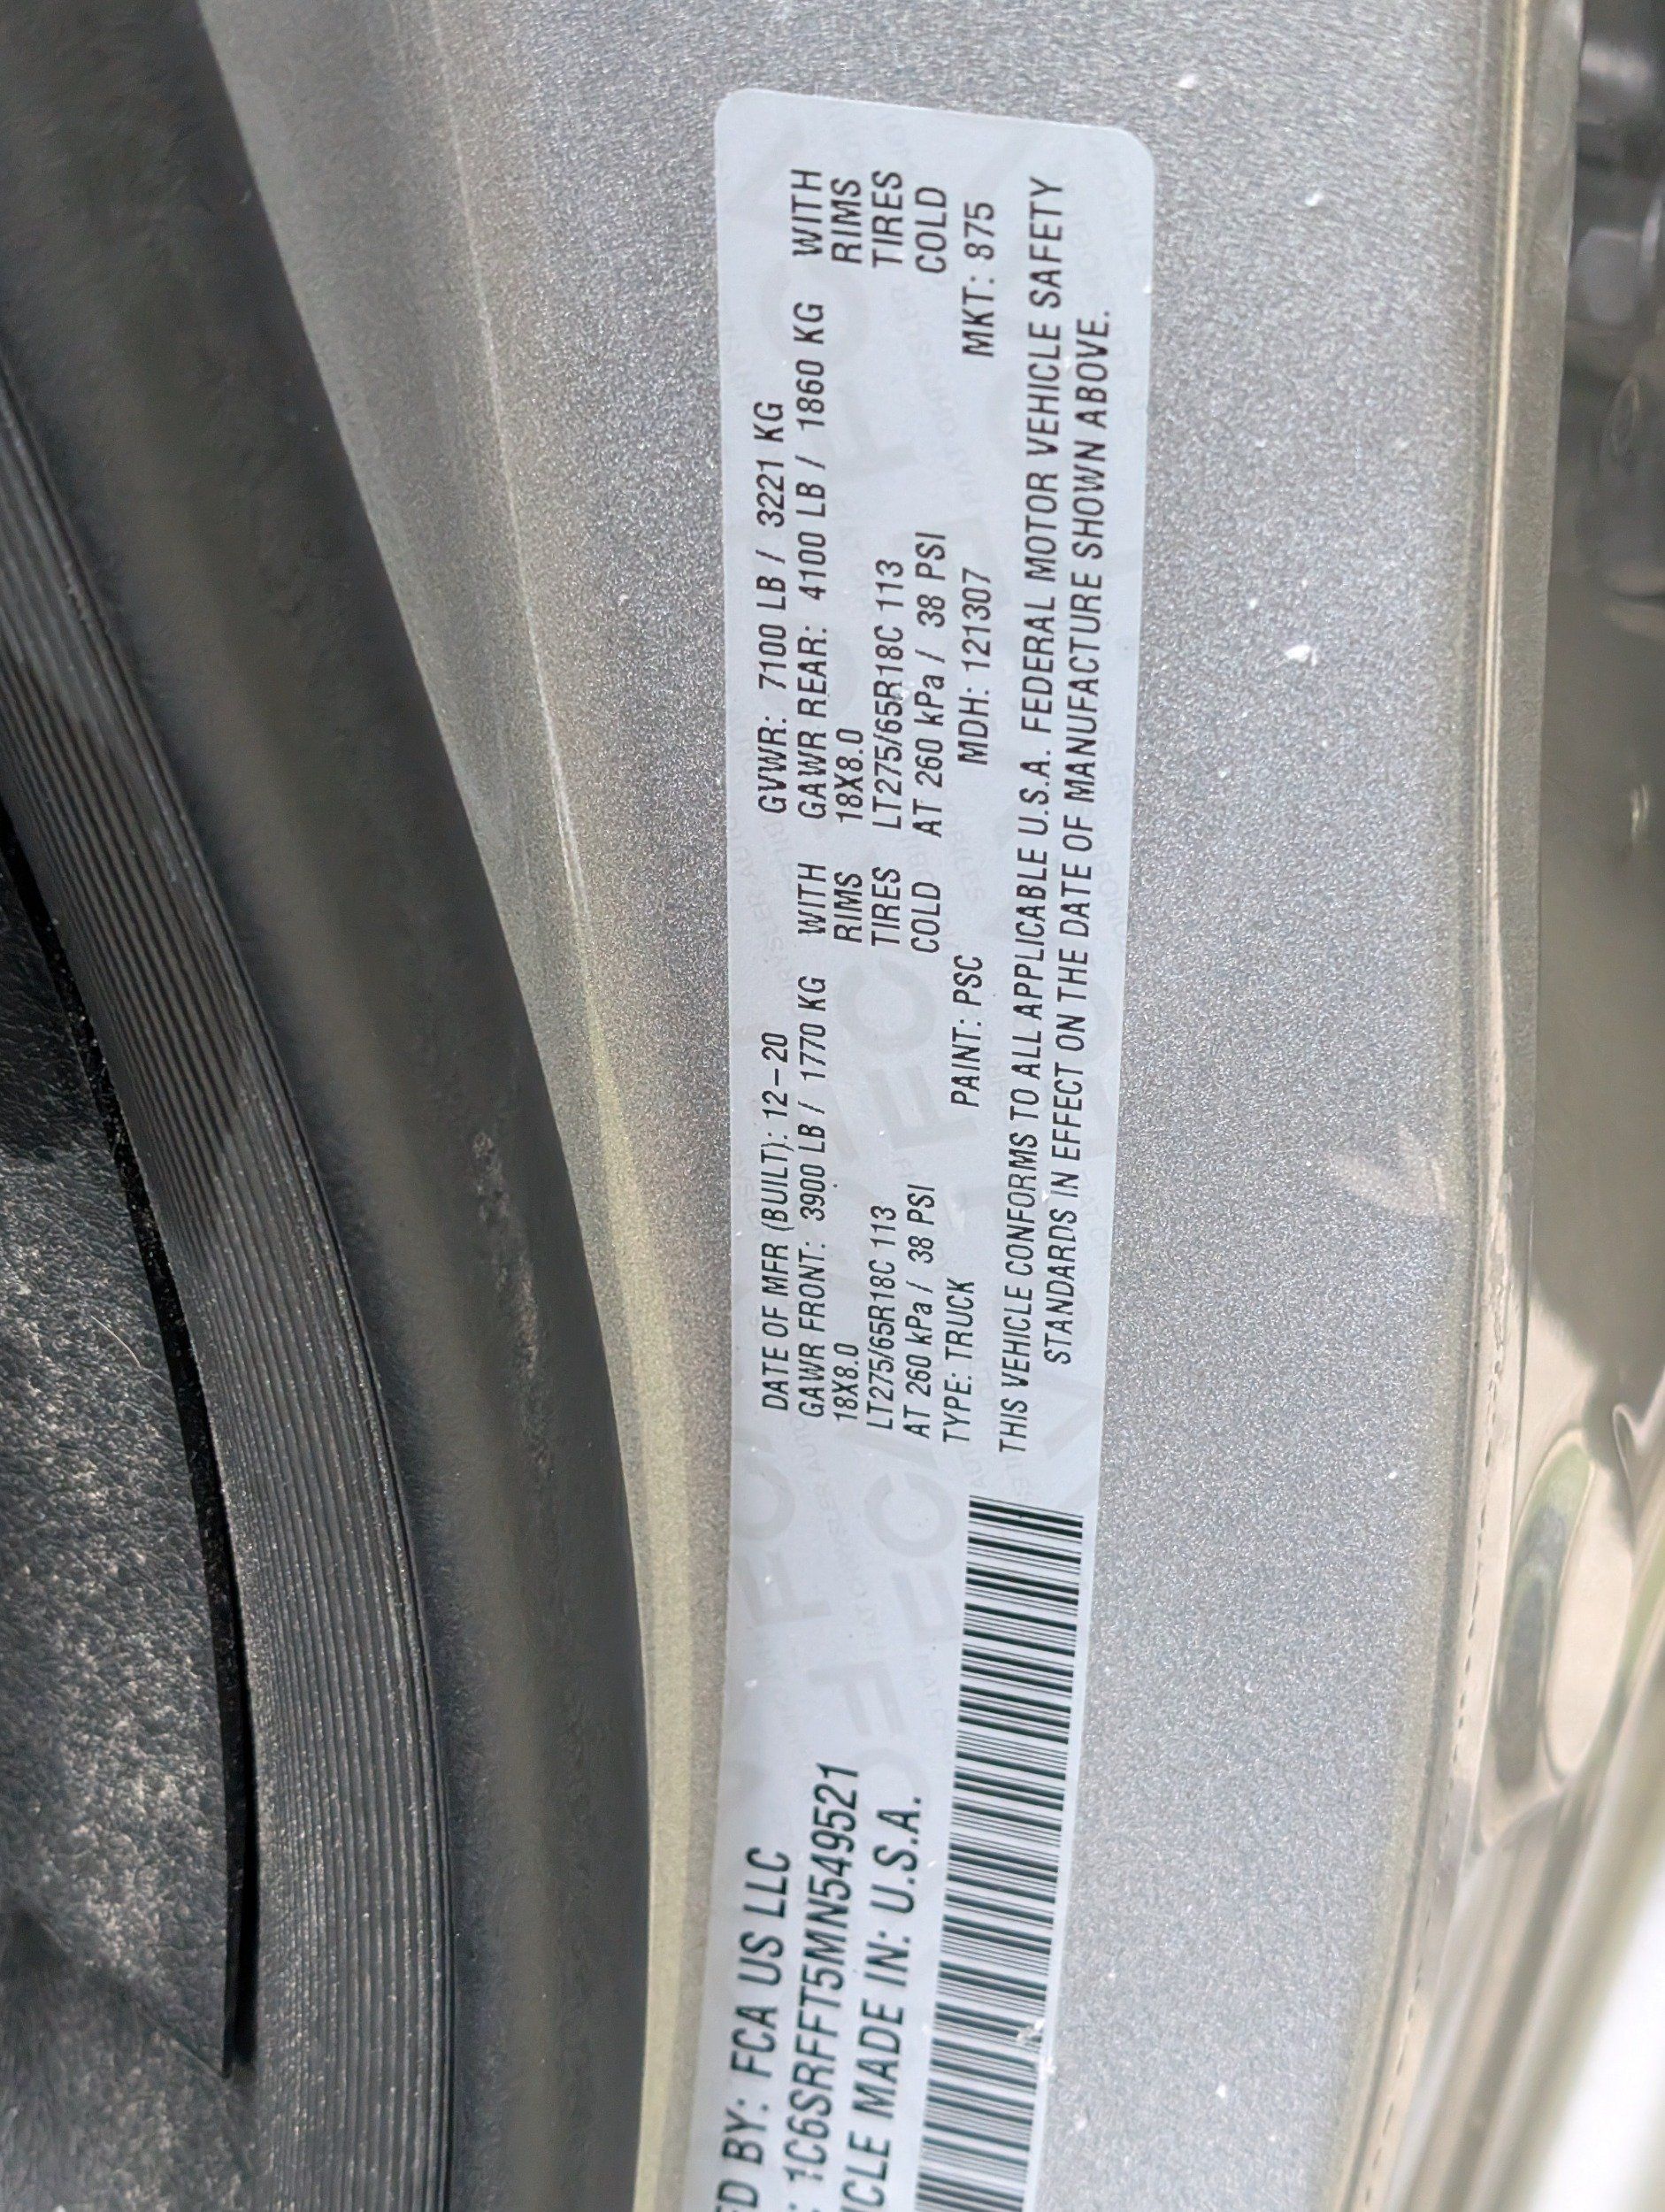 ED BY: FCA US LLC
: 1C6SRFFT5MN549521
ICLE MADE IN: U.S.A.
DATE OF MFR (BUILT): 12-20 GVWR: 7100 LB / 3221 KG
GAWR FRONT: 3900 LB / 1770 KG WITH GAWR REAR: 4100 LB / 1860 KG WITH
18X8.0 RIMS 18X8.0 RIMS
LT275/65R18C 113 TIRES LT275/65R18C 113 TIRES
AT 260 kPa / 38 PSI COLD AT 260 kPa / 38 PSI COLD
TYPE: TRUCK PAINT: PSC MDH: 121307 MKT: 875
THIS VEHICLE CONFORMS TO ALL APPLICABLE U.S.A. FEDERAL MOTOR VEHICLE SAFETY
STANDARDS IN EFFECT ON THE DATE OF MANUFACTURE SHOWN ABOVE.